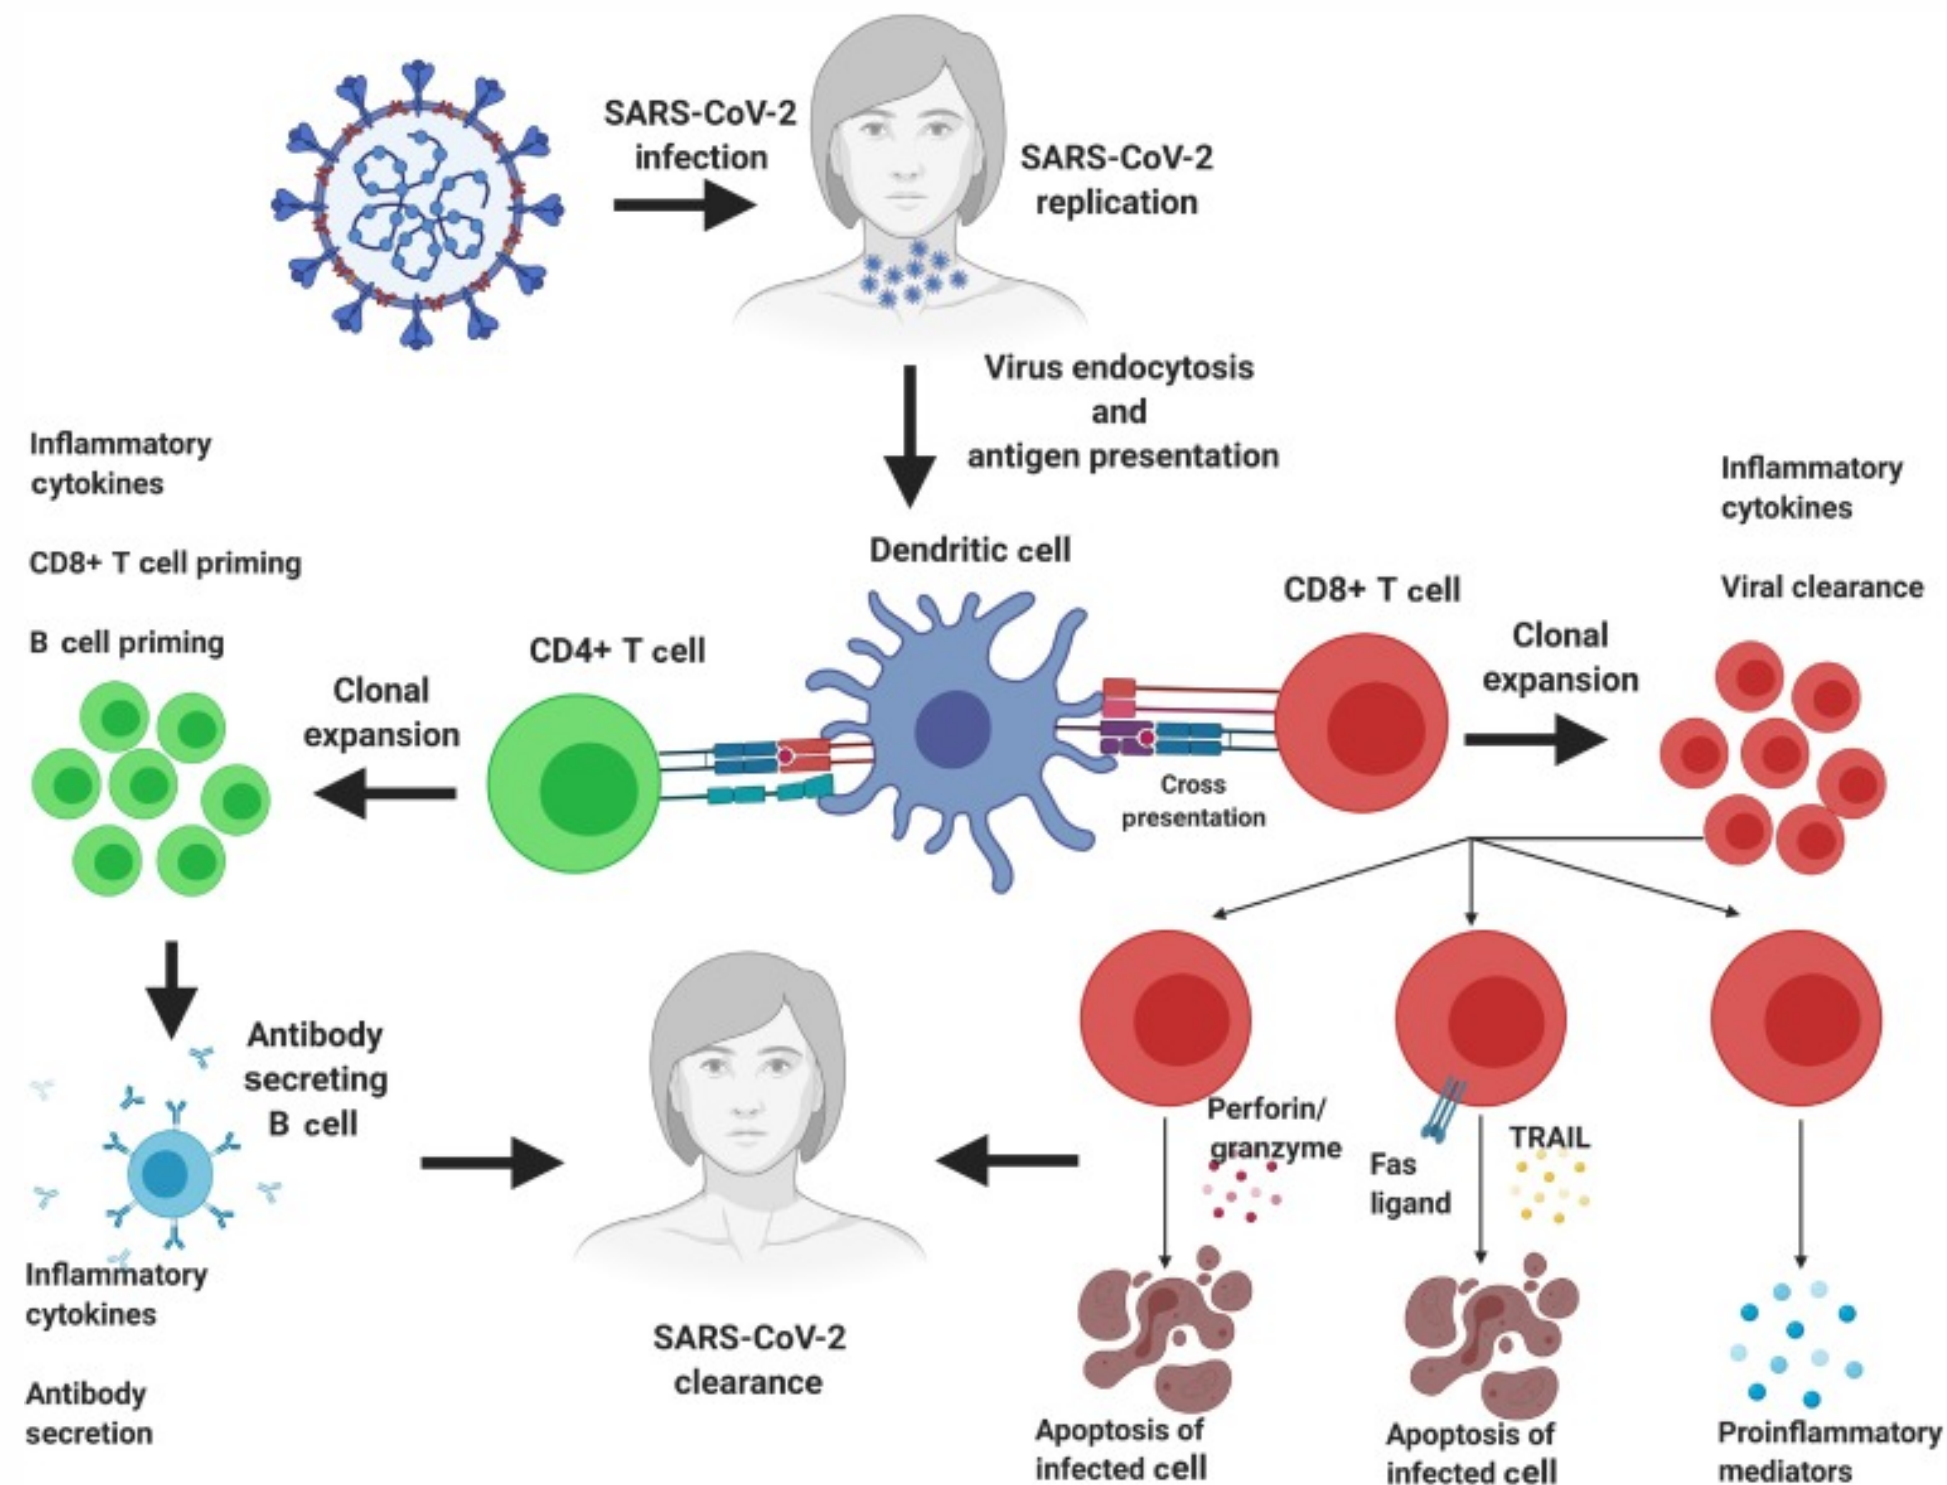 SARS-CoV-2
infection
SARS-CoV-2
replication
Virus endocytosis
and
antigen presentation
Inflammatory
cytokines
CD8+ T cell priming
B cell priming
Clonal
expansion
CD4+ T cell
Dendritic cell
Cross
presentation
CD8+ T cell
Clonal
expansion
Inflammatory
cytokines
Viral clearance
Antibody
secreting
B cell
Inflammatory
cytokines
Antibody
secretion
SARS-CoV-2
clearance
Perforin/
granzyme
Apoptosis of
infected cell
Fas
ligand
TRAIL
Apoptosis of
infected cell
Proinflammatory
mediators